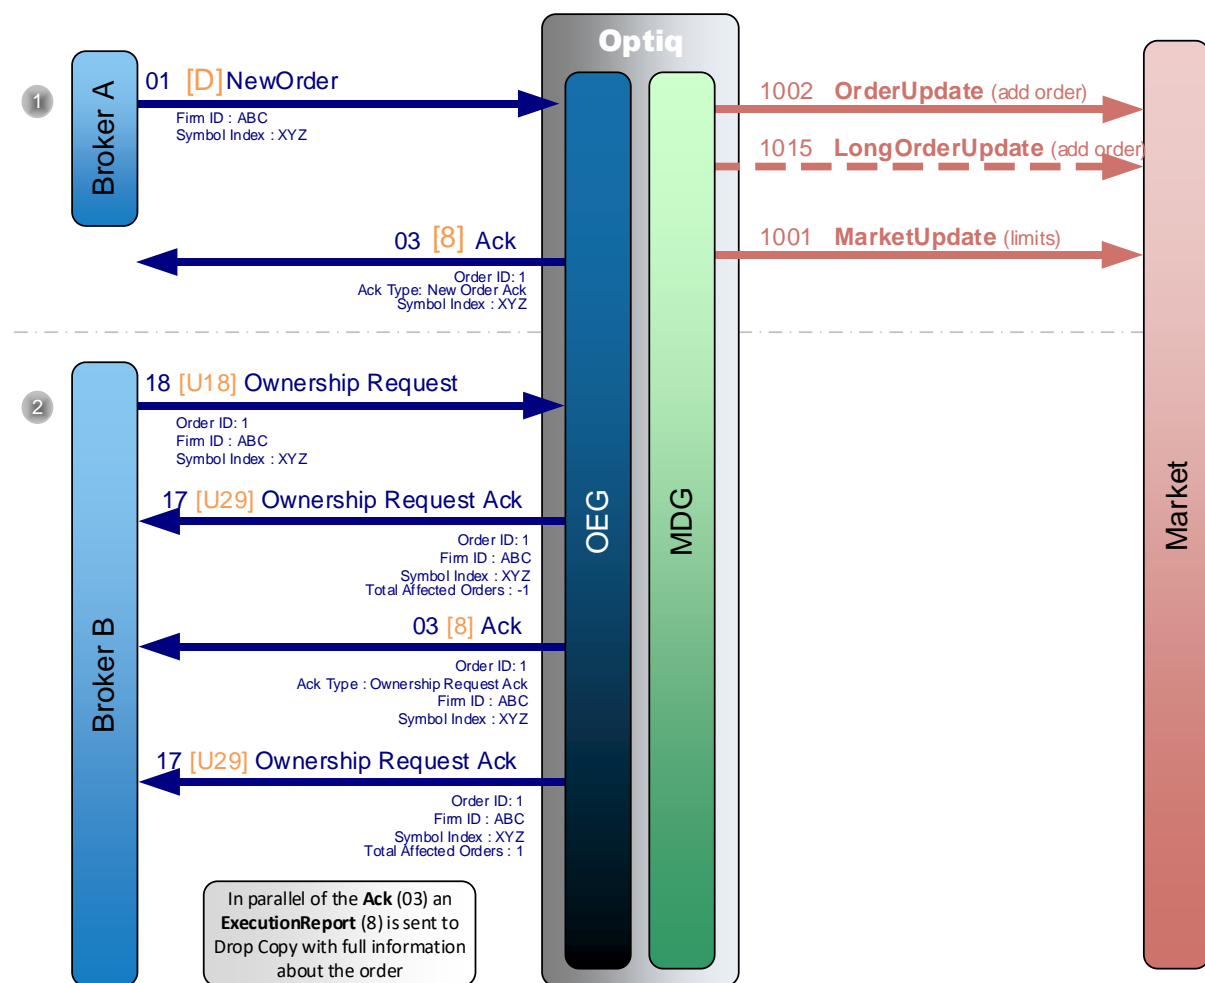 Optiq
1
Broker A
01 [D]NewOrder
Firm ID : ABC
Symbol Index : XYZ
1002 OrderUpdate (add order)
1015 LongOrderUpdate (add order)
03 [8] Ack
Order ID: 1
Ack Type: New Order Ack
Symbol Index : XYZ
1001 MarketUpdate (limits)
2
Broker B
18 [U18] Ownership Request
Order ID: 1
Firm ID : ABC
Symbol Index : XYZ
17 [U29] Ownership Request Ack
Order ID: 1
Firm ID : ABC
Symbol Index : XYZ
Total Affected Orders : -1
03 [8] Ack
Order ID: 1
Ack Type : Ownership Request Ack
Firm ID : ABC
Symbol Index : XYZ
17 [U29] Ownership Request Ack
Order ID: 1
Firm ID : ABC
Symbol Index : XYZ
Total Affected Orders : 1
In parallel of the Ack (03) an
ExecutionReport (8) is sent to
Drop Copy with full information
about the order
OEG
MDG
Market